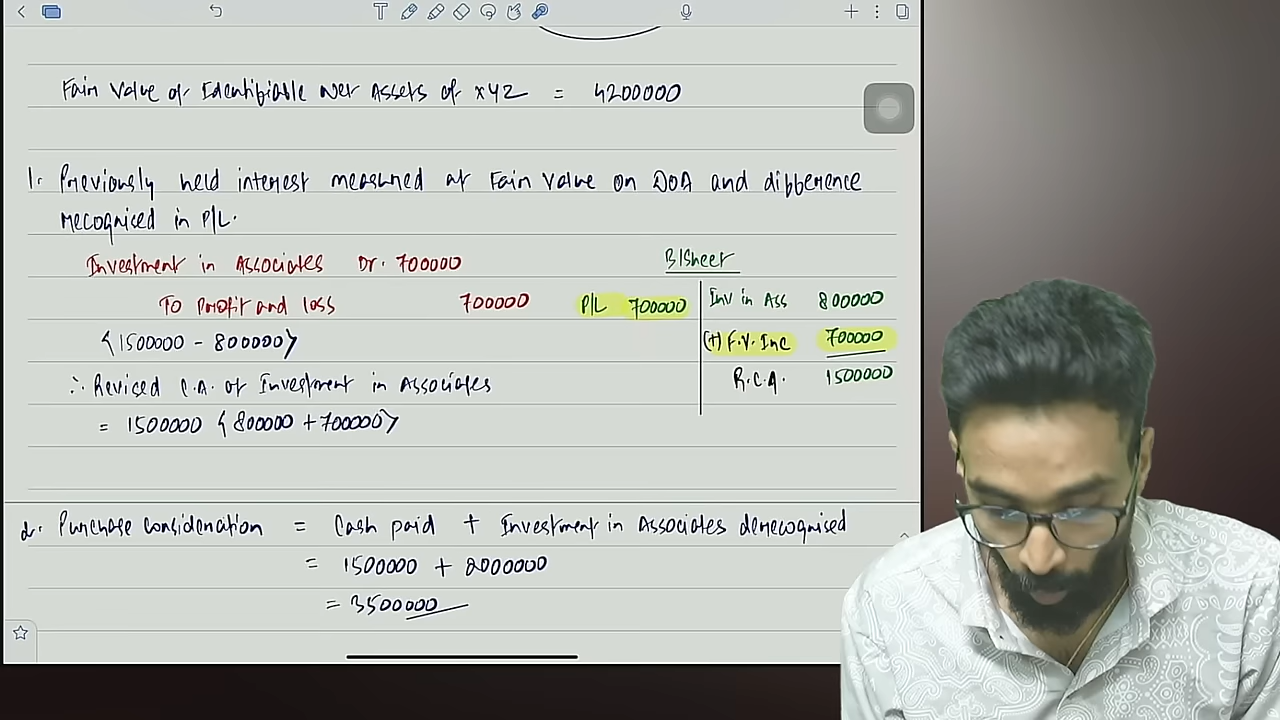 Fair Value of Identifiable Net Assets of XYZ = 4200000
1. Previously held interest measured at Fair Value on DOA and difference
recognised in P/L.
Investment in Associates Dr. 700000
To Profit and loss 700000
{1500000 - 800000}
∴ Revised C.A. of Investment in Associates
= 1500000 {800000 + 700000}
B/Sheet
P/L 700000
Inv in Ass 800000
(+) F.V. Inc 700000
R.C.A. 1500000
2. Purchase consideration = Cash paid + Investment in Associates derecognised
= 1500000 + 2000000
= 3500000